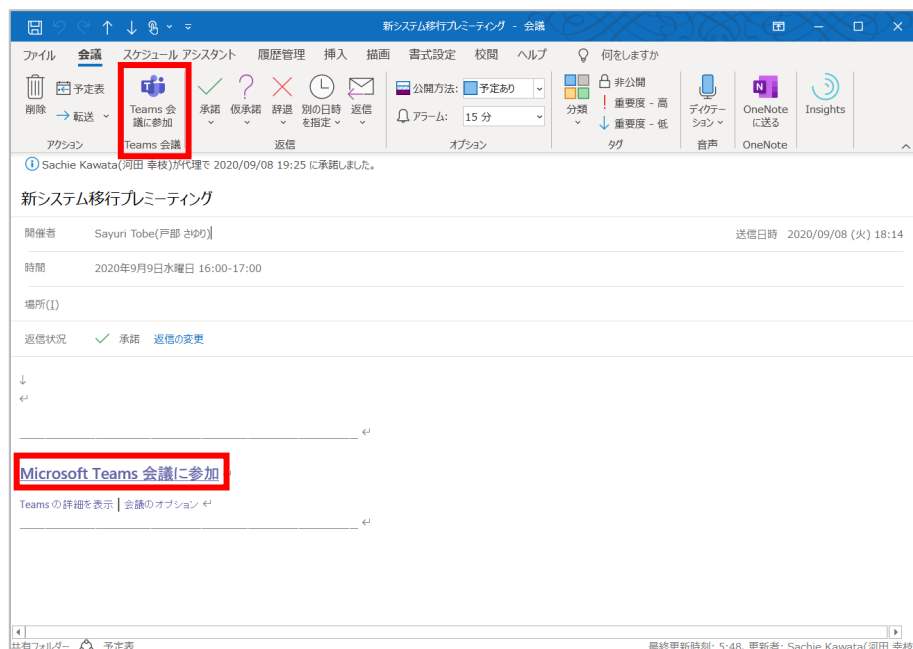 新システム移行プレミーティング - 会議
ファイル 会議 スケジュール アシスタント 履歴管理 挿入 描画 書式設定 校閲 ヘルプ 何をしますか
削除
予定表
転送
アクション
Teams 会
議に参加
Teams 会議
承諾 仮承諾 辞退 別の日時
を指定 返信
返信
公開方法: 予定あり
アラーム: 15 分
オプション
分類
非公開
重要度 - 高
重要度 - 低
タグ
ディクテー
ション
音声
OneNote
に送る
OneNote
Insights
Sachie Kawata(河田 幸枝)が代理で 2020/09/08 19:25 に承諾しました。
新システム移行プレミーティング
開催者 Sayuri Tobe(戸部 さゆり) 送信日時 2020/09/08 (火) 18:14
時間 2020年9月9日水曜日 16:00-17:00
場所(I)
返信状況 承諾 返信の変更
Microsoft Teams 会議に参加
Teams の詳細を表示 | 会議のオプション
共有フォルダー 予定表 最終更新時刻: 5:48, 更新者: Sachie Kawata(河田 幸枝